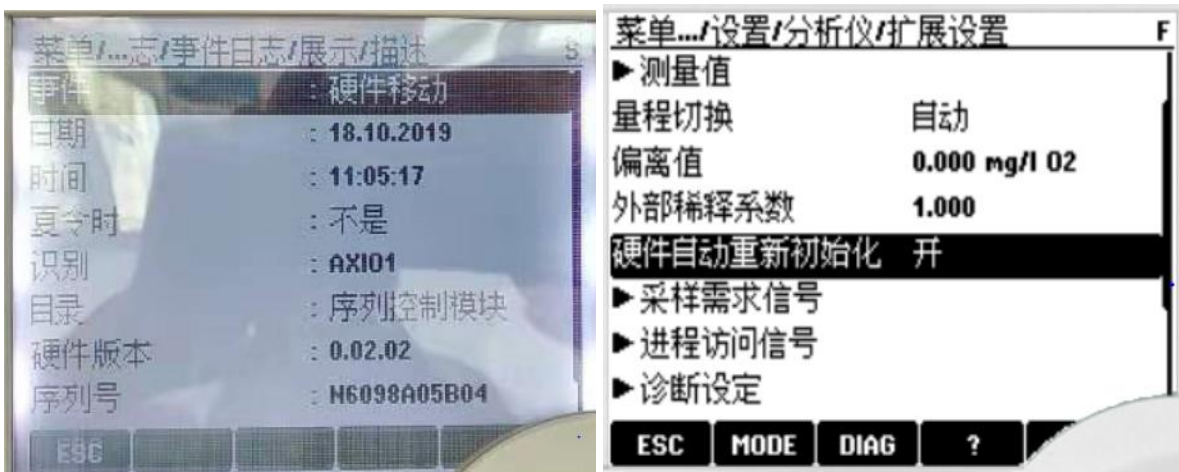 菜单/...志/事件日志/展示/描述 S
事件 : 硬件移动
日期 : 18.10.2019
时间 : 11:05:17
夏令时 : 不是
识别 : AXIO1
目录 : 序列控制模块
硬件版本 : 0.02.02
序列号 : N6098A05B04
ESC
菜单.../设置/分析仪/扩展设置 F
▶测量值
量程切换 自动
偏离值 0.000 mg/l O2
外部稀释系数 1.000
硬件自动重新初始化 开
▶采样需求信号
▶进程访问信号
▶诊断设定
ESC MODE DIAG ?